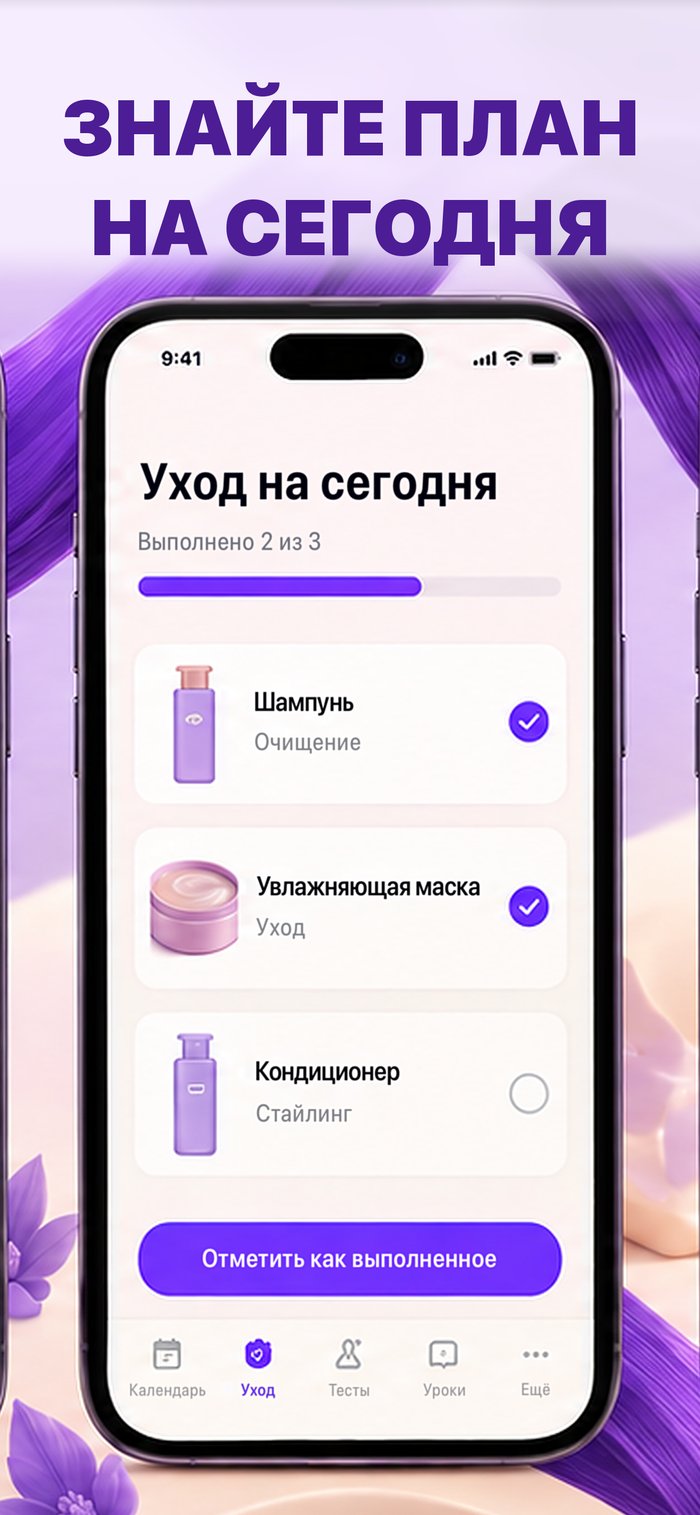 ЗНАЙТЕ ПЛАН
НА СЕГОДНЯ
9:41
Уход на сегодня
Выполнено 2 из 3
Шампунь
Очищение
Увлажняющая маска
Уход
Кондиционер
Стайлинг
Отметить как выполненное
Календарь
Уход
Тесты
Уроки
Ещё